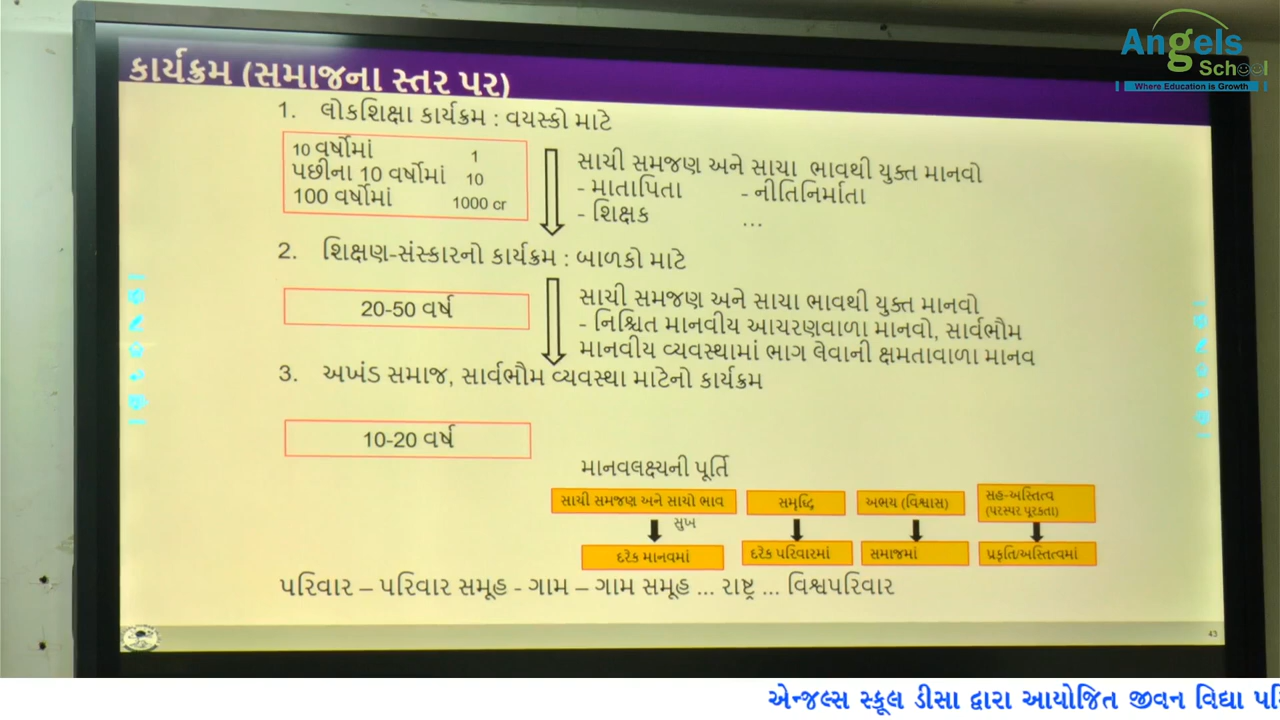 Angels
School
Where Education is Growth
કાર્યક્રમ (સમાજના સ્તર પર)
1. લોકશિક્ષા કાર્યક્રમ : વયસ્કો માટે
10 વર્ષોમાં 1
પછીના 10 વર્ષોમાં 10
100 વર્ષોમાં 1000 cr
સાચી સમજણ અને સાચા ભાવથી યુક્ત માનવો
- માતાપિતા - નીતિનિર્માતા
- શિક્ષક ...
2. શિક્ષણ-સંસ્કારનો કાર્યક્રમ : બાળકો માટે
20-50 વર્ષ
સાચી સમજણ અને સાચા ભાવથી યુક્ત માનવો
- નિશ્ચિત માનવીય આચરણવાળા માનવો, સાર્વભૌમ
માનવીય વ્યવસ્થામાં ભાગ લેવાની ક્ષમતાવાળા માનવ
3. અખંડ સમાજ, સાર્વભૌમ વ્યવસ્થા માટેનો કાર્યક્રમ
10-20 વર્ષ
માનવલક્ષ્યની પૂર્તિ
સાચી સમજણ અને સાચો ભાવ સમૃદ્ધિ અભય (વિશ્વાસ) સહ-અસ્તિત્વ
(પરસ્પર પૂરકતા)
સુખ
દરેક માનવમાં દરેક પરિવારમાં સમાજમાં પ્રકૃતિ/અસ્તિત્વમાં
પરિવાર – પરિવાર સમૂહ - ગામ – ગામ સમૂહ ... રાષ્ટ્ર ... વિશ્વપરિવાર
43
એન્જલ્સ સ્કૂલ ડીસા દ્વારા આયોજિત જીવન વિદ્યા